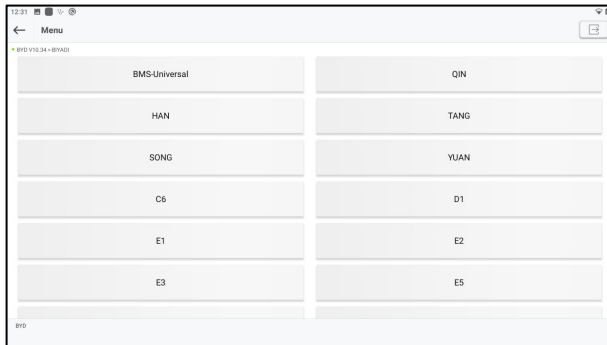 12:31
Menu
BYD V10.34 > BIYADI
BMS-Universal QIN
HAN TANG
SONG YUAN
C6 D1
E1 E2
E3 E5
BYD